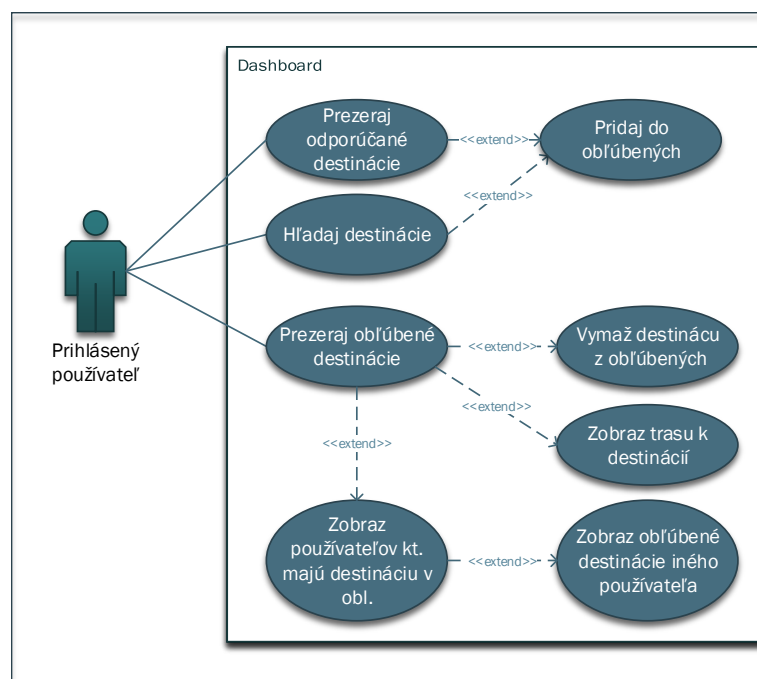 Dashboard
Prezeraj
odporúčané
destinácie
<<extend>>
Pridaj do
obľúbených
<<extend>>
Hľadaj destinácie
Prihlásený
používateľ
Prezeraj obľúbené
destinácie
<<extend>>
Vymaž destinácu
z obľúbených
<<extend>>
Zobraz trasu k
destinácií
<<extend>>
Zobraz
používateľov kt.
majú destináciu v
obl.
<<extend>>
Zobraz obľúbené
destinácie iného
používateľa